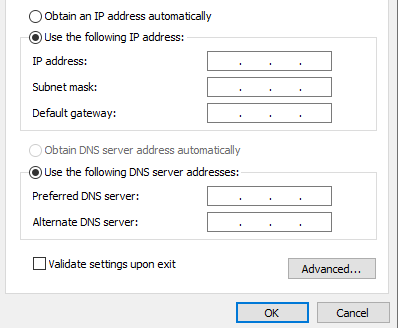 Obtain an IP address automatically
Use the following IP address:
IP address:
. . .
Subnet mask:
. . .
Default gateway:
. . .
Obtain DNS server address automatically
Use the following DNS server addresses:
Preferred DNS server:
. . .
Alternate DNS server:
. . .
Validate settings upon exit
Advanced...
OK
Cancel